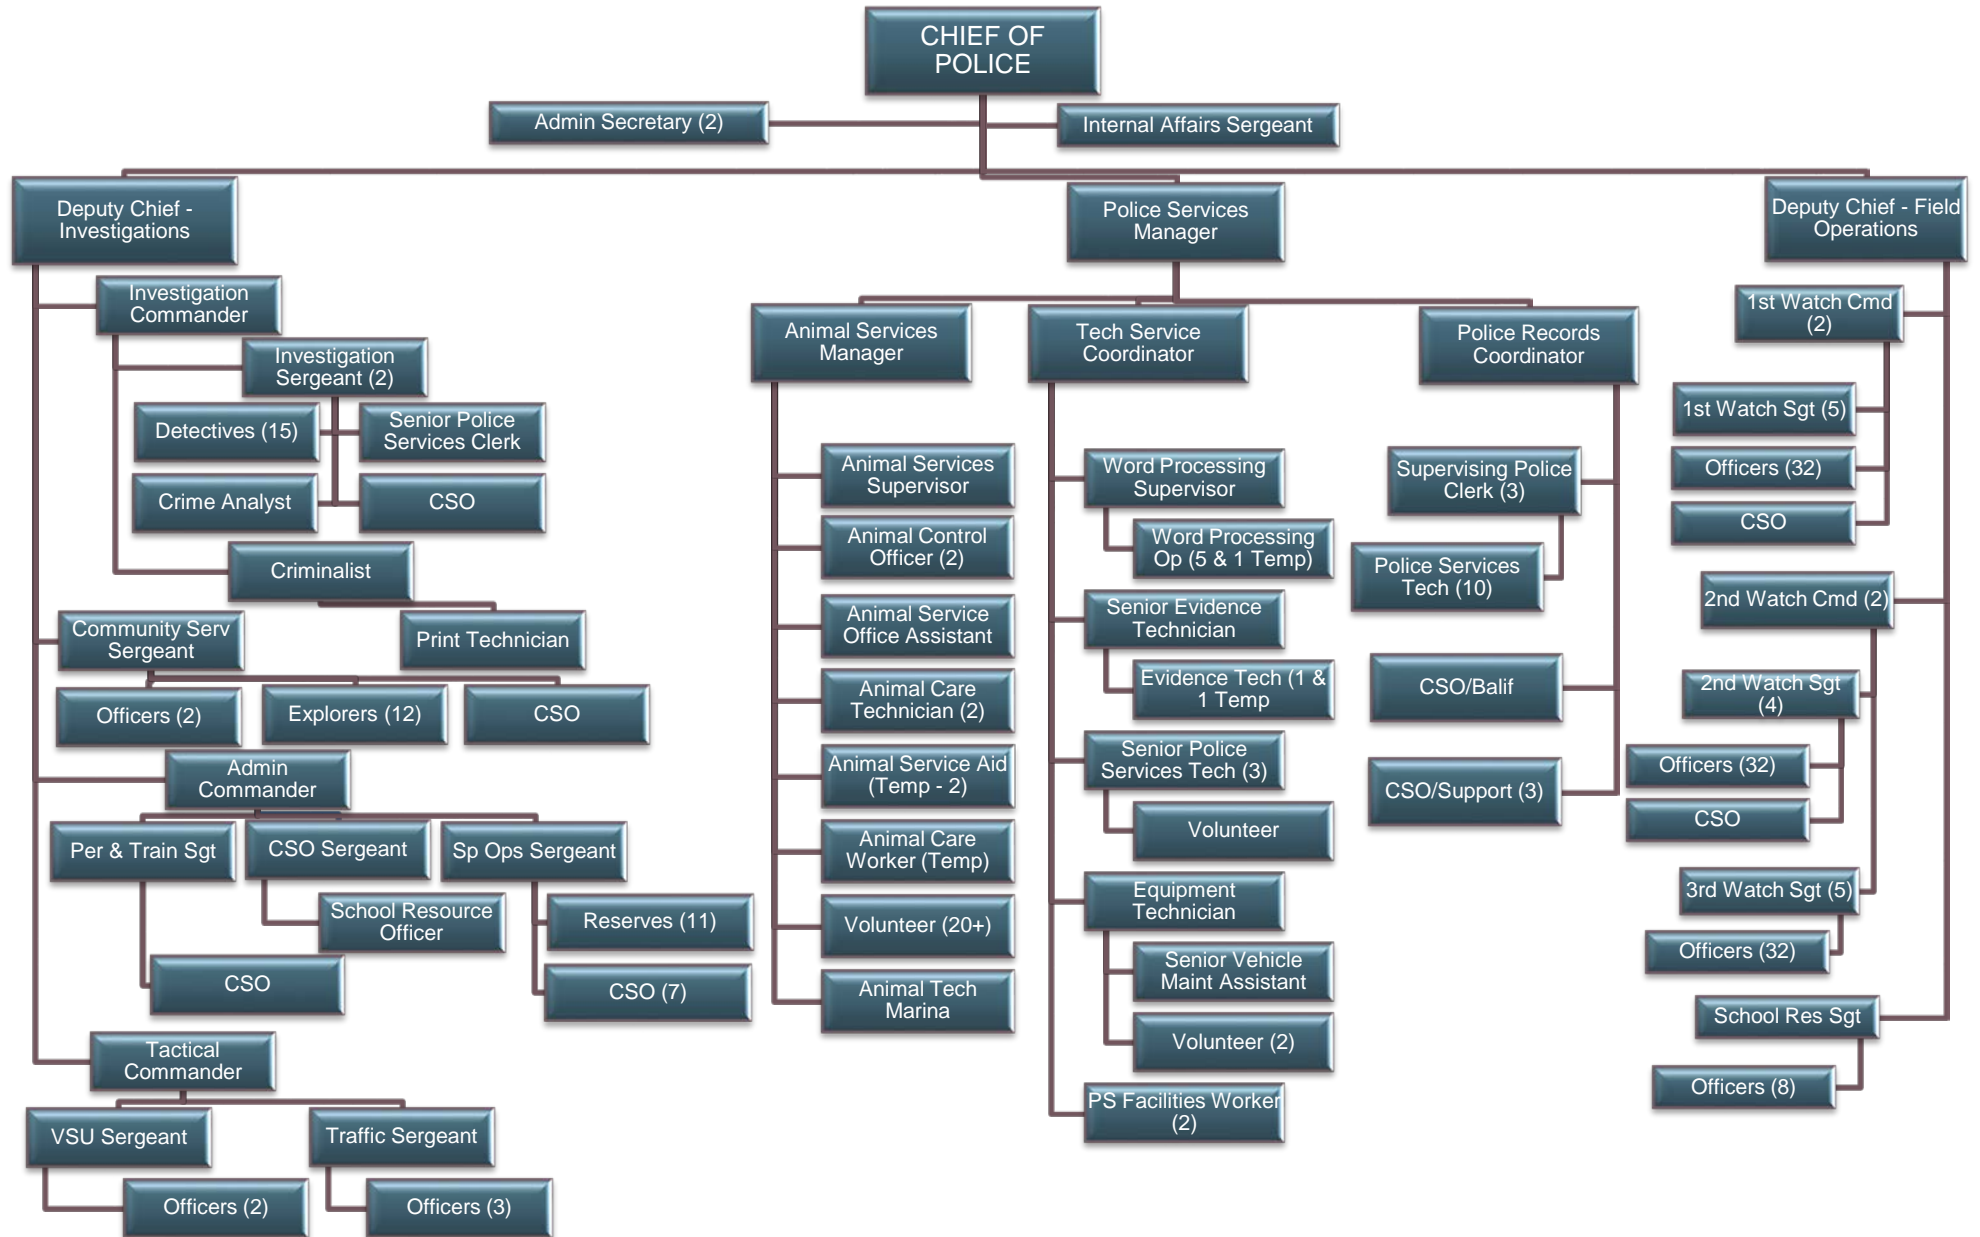 CHIEF OF
POLICE
Admin Secretary (2)
Internal Affairs Sergeant
Deputy Chief -
Investigations
Investigation
Commander
Investigation
Sergeant (2)
Detectives (15)
Senior Police
Services Clerk
Crime Analyst
CSO
Criminalist
Print Technician
Community Serv
Sergeant
Officers (2)
Explorers (12)
CSO
Admin
Commander
Per & Train Sgt
CSO
CSO Sergeant
School Resource
Officer
Sp Ops Sergeant
Reserves (11)
CSO (7)
Tactical
Commander
VSU Sergeant
Officers (2)
Traffic Sergeant
Officers (3)
Police Services
Manager
Animal Services
Manager
Animal Services
Supervisor
Animal Control
Officer (2)
Animal Service
Office Assistant
Animal Care
Technician (2)
Animal Service Aid
(Temp - 2)
Animal Care
Worker (Temp)
Volunteer (20+)
Animal Tech
Marina
Tech Service
Coordinator
Word Processing
Supervisor
Word Processing
Op (5 & 1 Temp)
Senior Evidence
Technician
Evidence Tech (1 &
1 Temp
Senior Police
Services Tech (3)
Volunteer
Equipment
Technician
Senior Vehicle
Maint Assistant
Volunteer (2)
PS Facilities Worker
(2)
Police Records
Coordinator
Supervising Police
Clerk (3)
Police Services
Tech (10)
CSO/Balif
CSO/Support (3)
Deputy Chief - Field
Operations
1st Watch Cmd
(2)
1st Watch Sgt (5)
Officers (32)
CSO
2nd Watch Cmd (2)
2nd Watch Sgt
(4)
Officers (32)
CSO
3rd Watch Sgt (5)
Officers (32)
School Res Sgt
Officers (8)